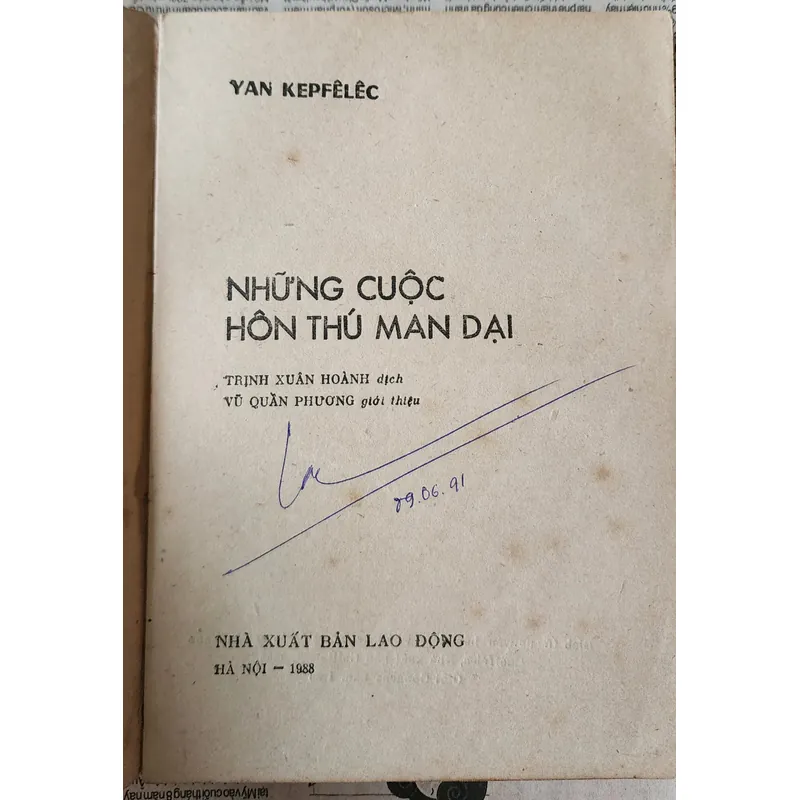 YAN KEPFÊLÊC
NHỮNG CUỘC
HÔN THÚ MAN DẠI
TRỊNH XUÂN HOÀNH dịch
VŨ QUẦN PHƯƠNG giới thiệu
09.06.91
NHÀ XUẤT BẢN LAO ĐỘNG
HÀ NỘI — 1988